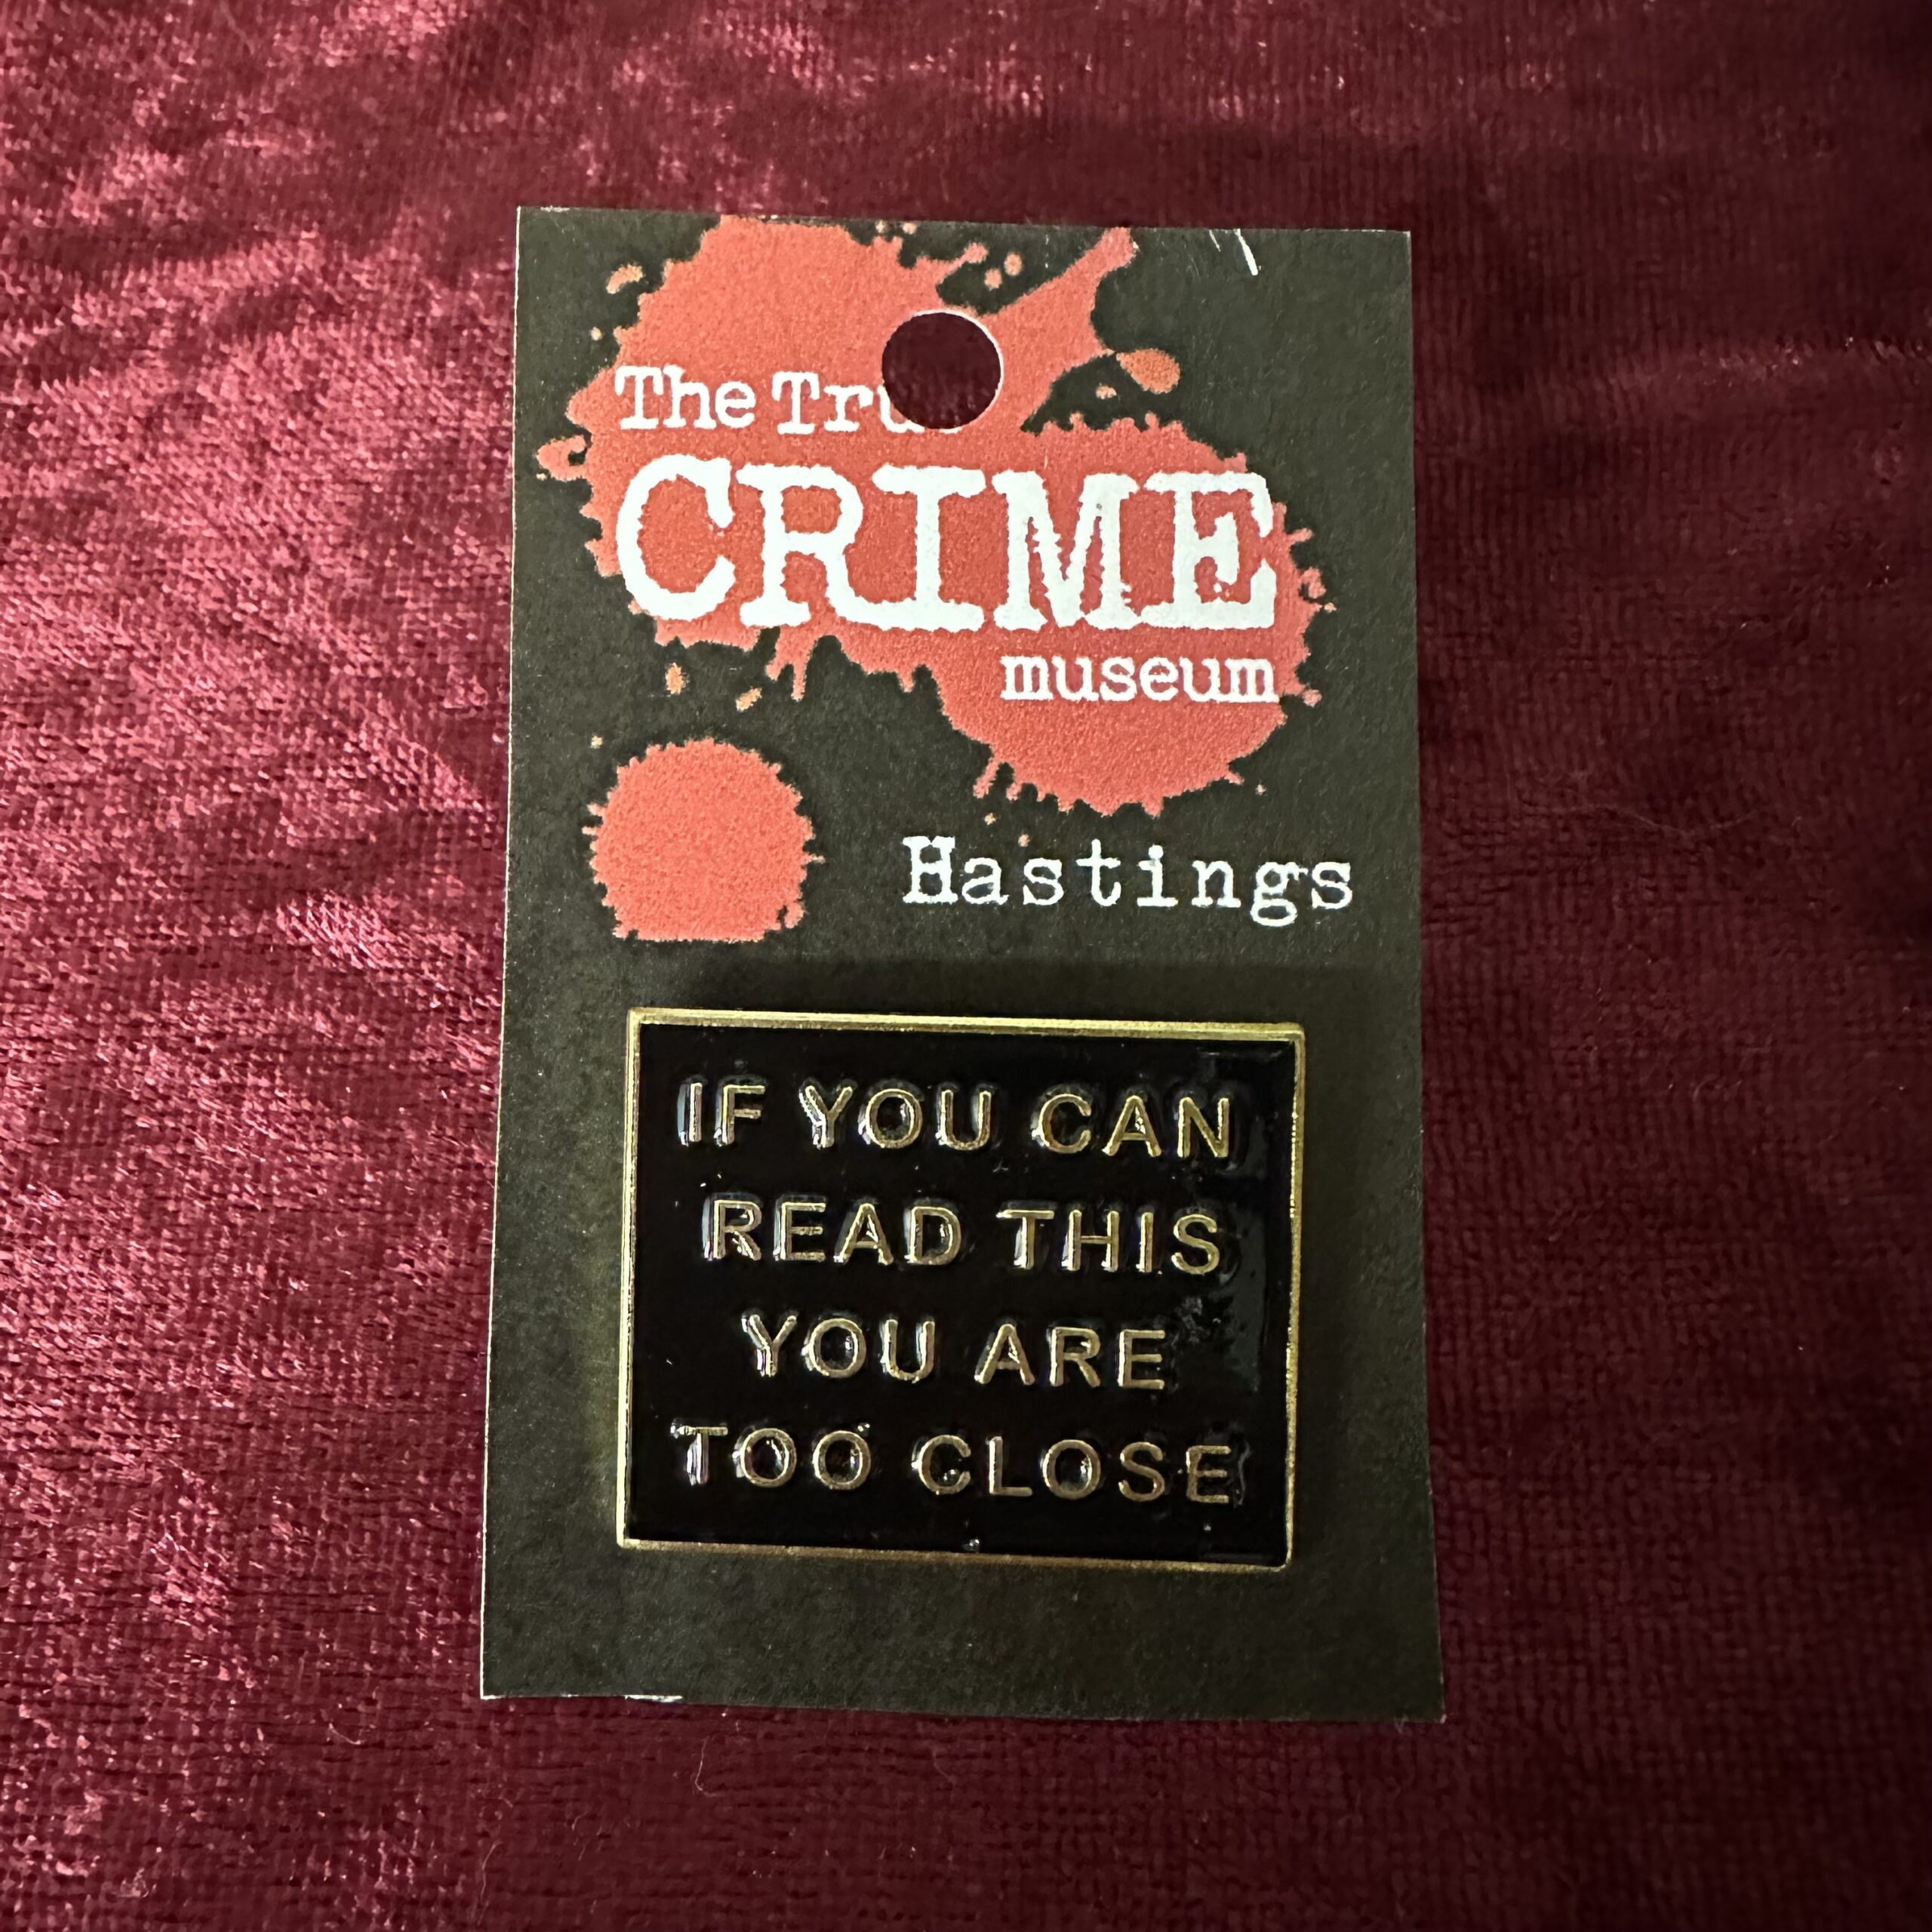 The Tru
CRIME
museum
Hastings
IF YOU CAN
READ THIS
YOU ARE
TOO CLOSE